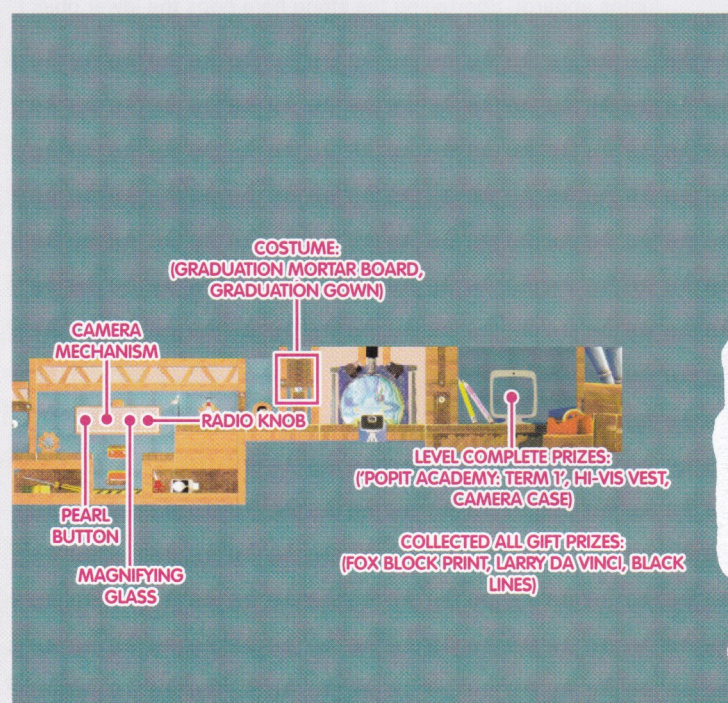 COSTUME:
(GRADUATION MORTAR BOARD,
GRADUATION GOWN)
CAMERA
MECHANISM
RADIO KNOB
PEARL
BUTTON
MAGNIFYING
GLASS
LEVEL COMPLETE PRIZES:
('POPIT ACADEMY: TERM 1', HI-VIS VEST,
CAMERA CASE)
COLLECTED ALL GIFT PRIZES:
(FOX BLOCK PRINT, LARRY DA VINCI, BLACK
LINES)